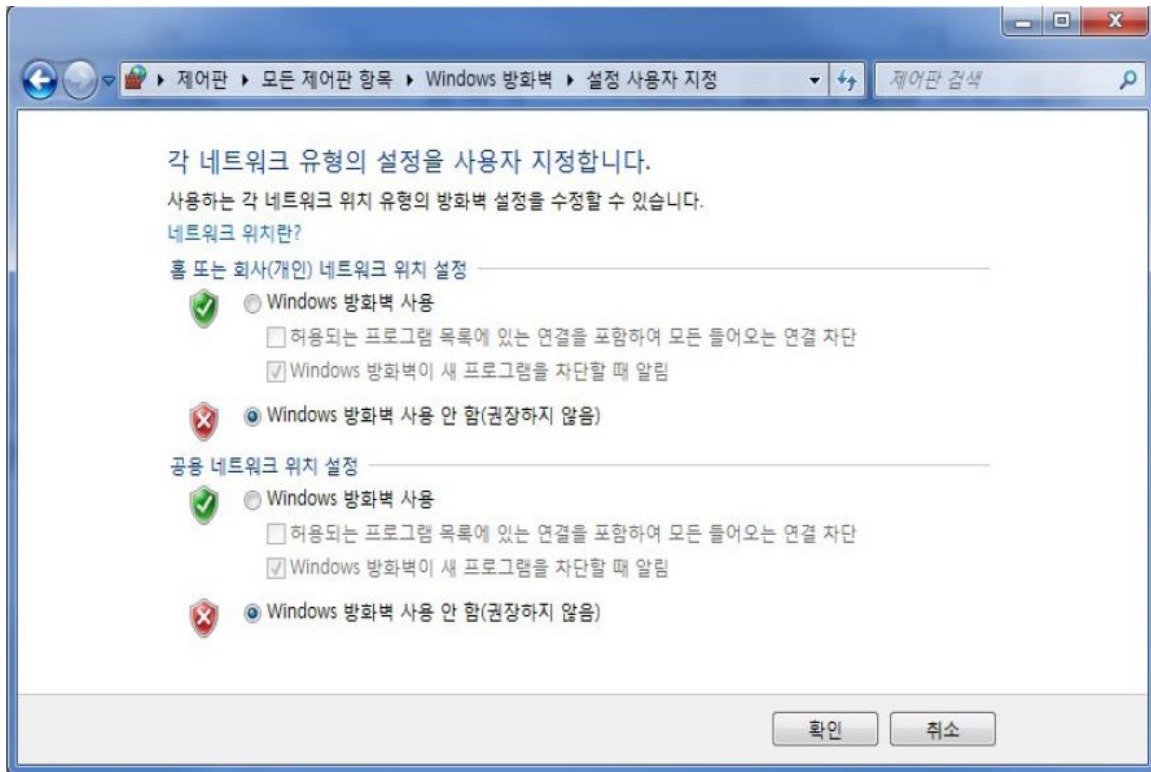 제어판 ▸ 모든 제어판 항목 ▸ Windows 방화벽 ▸ 설정 사용자 지정
제어판 검색
각 네트워크 유형의 설정을 사용자 지정합니다.
사용하는 각 네트워크 위치 유형의 방화벽 설정을 수정할 수 있습니다.
네트워크 위치란?
홈 또는 회사(개인) 네트워크 위치 설정
Windows 방화벽 사용
허용되는 프로그램 목록에 있는 연결을 포함하여 모든 들어오는 연결 차단
Windows 방화벽이 새 프로그램을 차단할 때 알림
Windows 방화벽 사용 안 함(권장하지 않음)
공용 네트워크 위치 설정
Windows 방화벽 사용
허용되는 프로그램 목록에 있는 연결을 포함하여 모든 들어오는 연결 차단
Windows 방화벽이 새 프로그램을 차단할 때 알림
Windows 방화벽 사용 안 함(권장하지 않음)
확인
취소